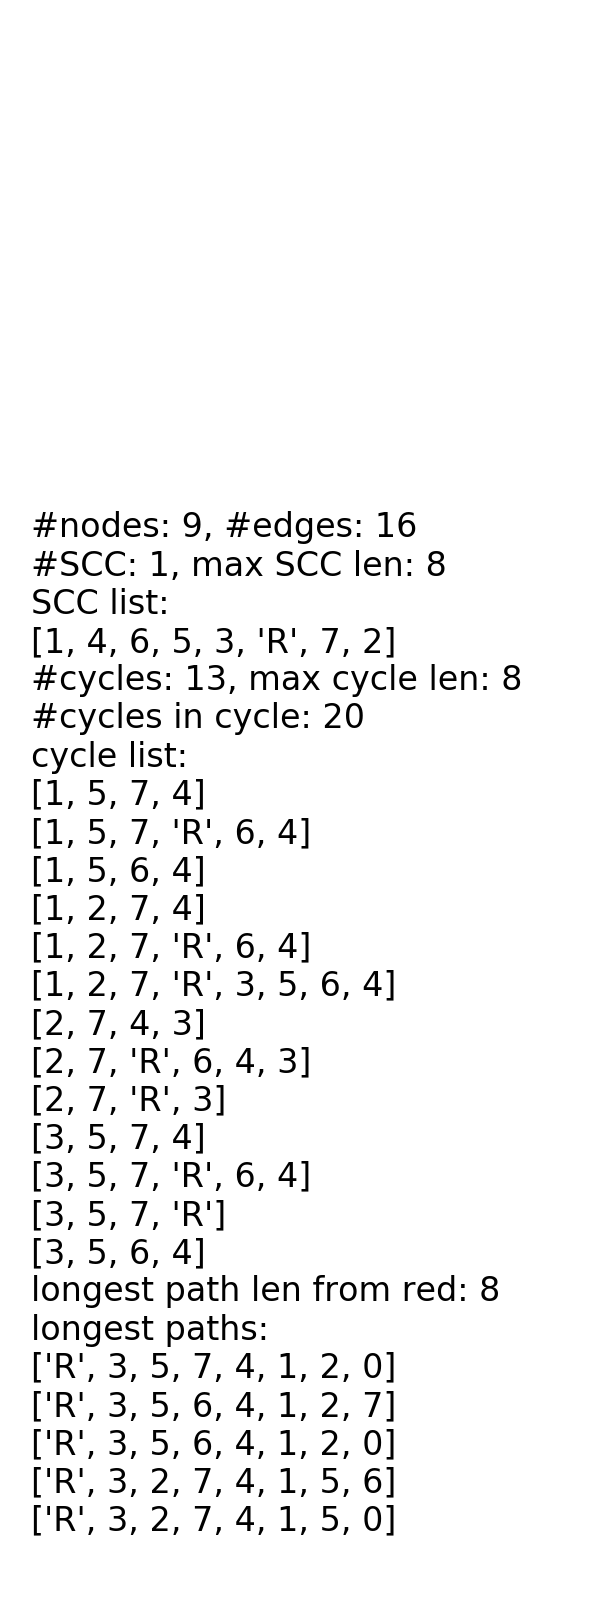 #nodes: 9, #edges: 16
#SCC: 1, max SCC len: 8
SCC list:
[1, 4, 6, 5, 3, 'R', 7, 2]
#cycles: 13, max cycle len: 8
#cycles in cycle: 20
cycle list:
[1, 5, 7, 4]
[1, 5, 7, 'R', 6, 4]
[1, 5, 6, 4]
[1, 2, 7, 4]
[1, 2, 7, 'R', 6, 4]
[1, 2, 7, 'R', 3, 5, 6, 4]
[2, 7, 4, 3]
[2, 7, 'R', 6, 4, 3]
[2, 7, 'R', 3]
[3, 5, 7, 4]
[3, 5, 7, 'R', 6, 4]
[3, 5, 7, 'R']
[3, 5, 6, 4]
longest path len from red: 8
longest paths:
['R', 3, 5, 7, 4, 1, 2, 0]
['R', 3, 5, 6, 4, 1, 2, 7]
['R', 3, 5, 6, 4, 1, 2, 0]
['R', 3, 2, 7, 4, 1, 5, 6]
['R', 3, 2, 7, 4, 1, 5, 0]